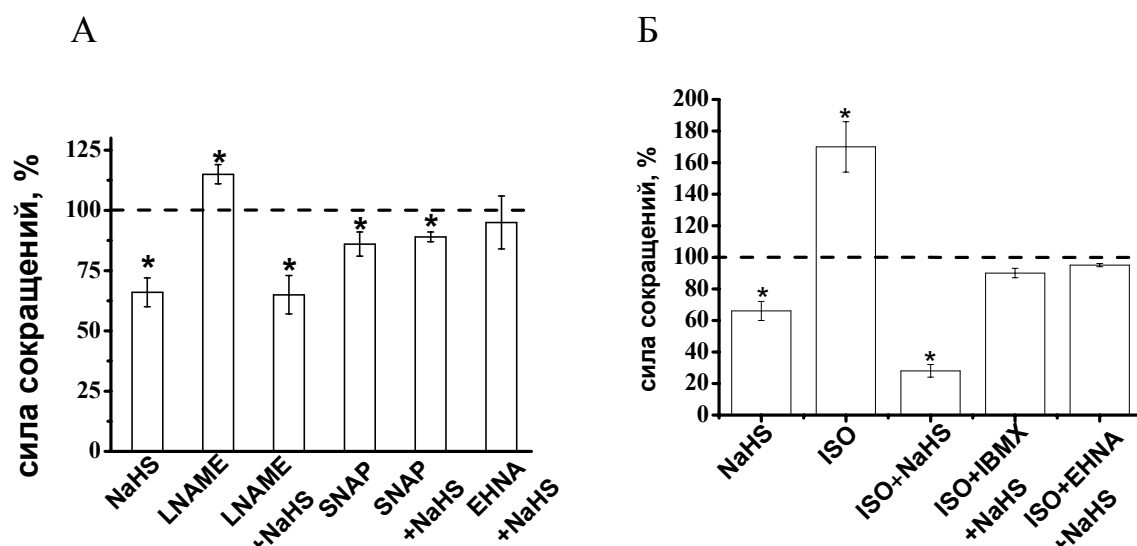 А
Б
сила сокращений, %
125
100
75
50
25
0
*
*
*
*
*
NaHS
LNAME
LNAME
+NaHS
SNAP
SNAP
+NaHS
EHNA
+NaHS
сила сокращений, %
200
180
160
140
120
100
80
60
40
20
0
*
*
*
NaHS
ISO
ISO+NaHS
ISO+IBMX
+NaHS
ISO+EHNA
+NaHS